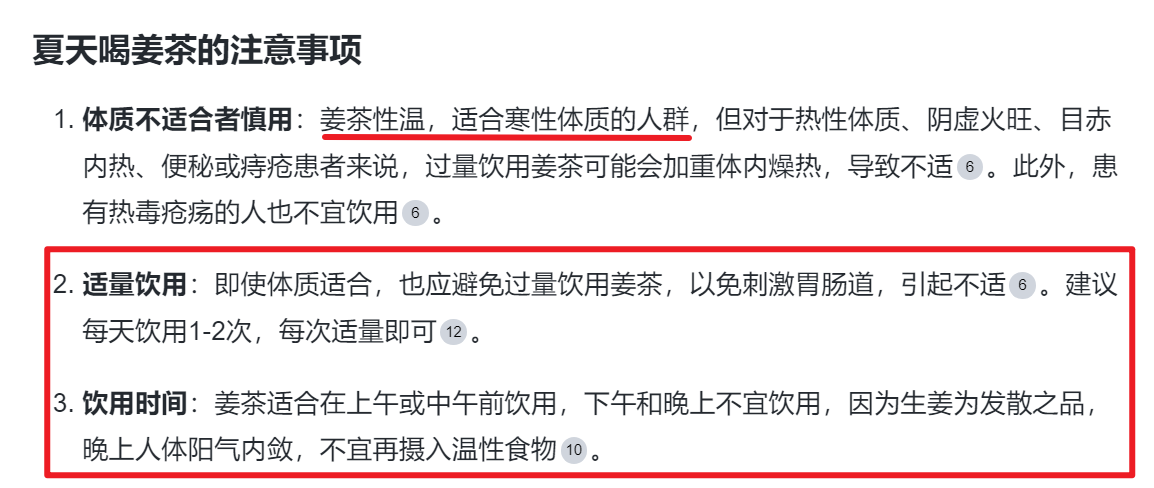 夏天喝姜茶的注意事项
1. 体质不适合者慎用：姜茶性温，适合寒性体质的人群，但对于热性体质、阴虚火旺、目赤
内热、便秘或痔疮患者来说，过量饮用姜茶可能会加重体内燥热，导致不适 6 。此外，患
有热毒疮疡的人也不宜饮用 6 。
2. 适量饮用：即使体质适合，也应避免过量饮用姜茶，以免刺激胃肠道，引起不适 6 。建议
每天饮用1-2次，每次适量即可 12 。
3. 饮用时间：姜茶适合在上午或中午前饮用，下午和晚上不宜饮用，因为生姜为发散之品，
晚上人体阳气内敛，不宜再摄入温性食物 10 。